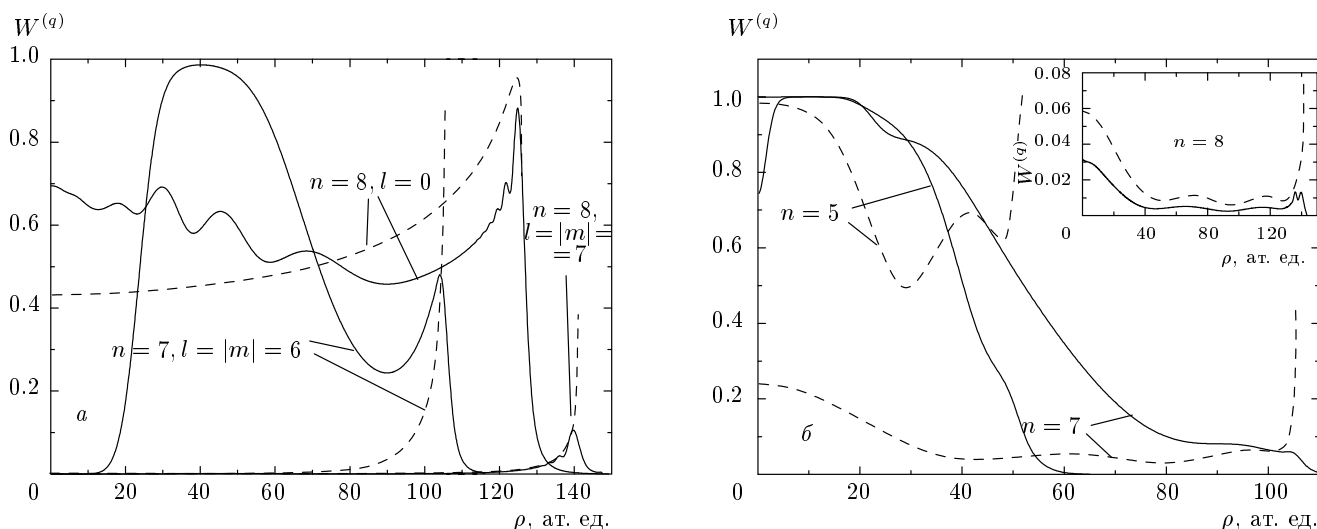 W^(q)
1.0
0.8
0.6
0.4
0.2
0
20
40
60
80
100
120
140
ρ, ат. ед.
n = 8, l = 0
n = 8,
l = |m| =
= 7
n = 7, l = |m| = 6
а
W^(q)
1.0
0.8
0.6
0.4
0.2
0
20
40
60
80
100
ρ, ат. ед.
n = 5
n = 7
б
W^(q)
0.08
0.06
0.04
0.02
0
40
80
120
ρ, ат. ед.
n = 8